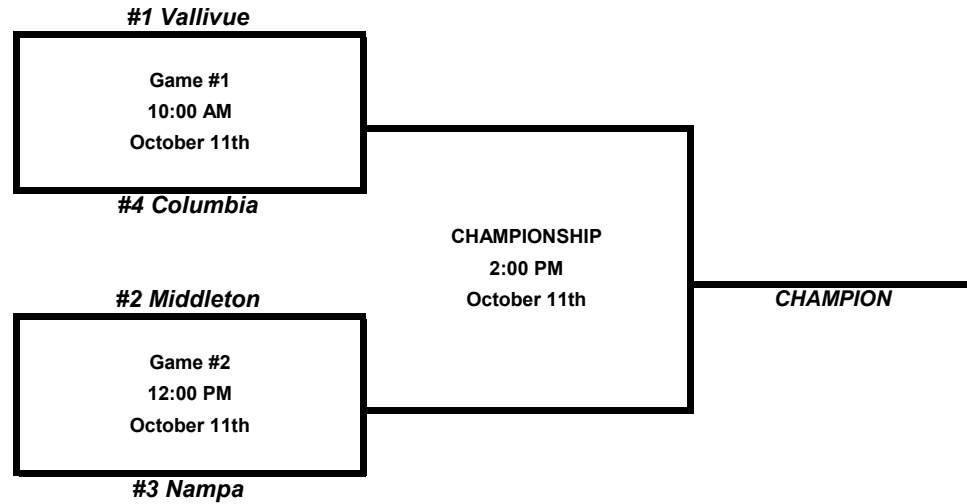 #1 Vallivue
Game #1
10:00 AM
October 11th
#4 Columbia
CHAMPIONSHIP
2:00 PM
October 11th
CHAMPION
#2 Middleton
Game #2
12:00 PM
October 11th
#3 Nampa